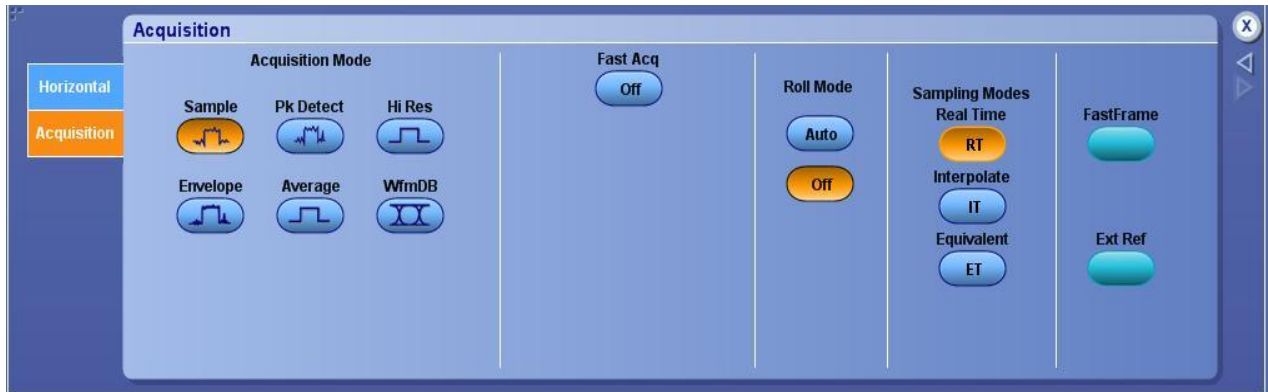 Acquisition
X
Horizontal
Acquisition
Acquisition Mode
Sample
Pk Detect
Hi Res
Envelope
Average
WfmDB
Fast Acq
Off
Roll Mode
Auto
Off
Sampling Modes
Real Time
RT
Interpolate
IT
Equivalent
ET
FastFrame
Ext Ref